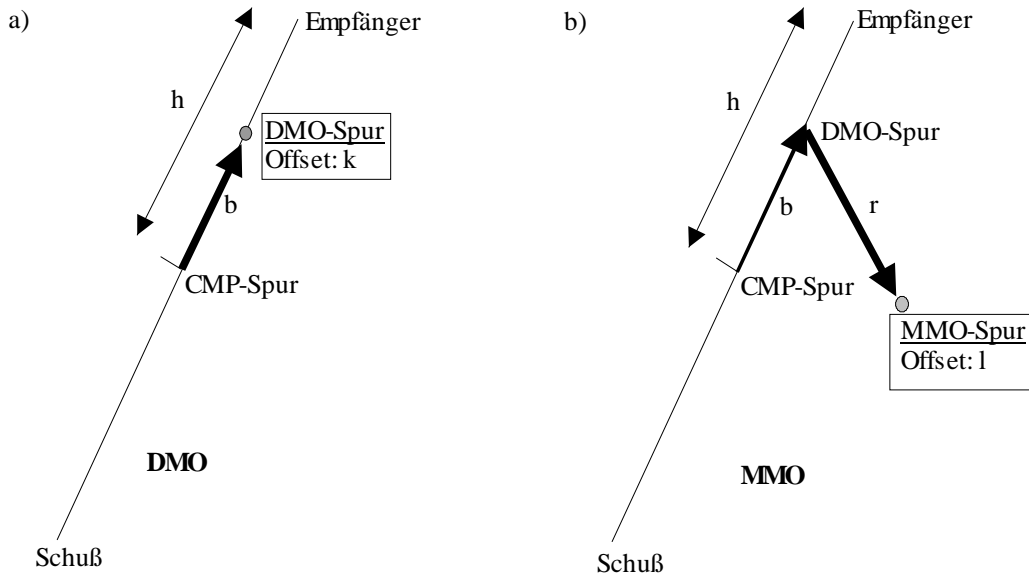 a)
Empfänger
h
DMO-Spur
Offset: k
b
CMP-Spur
DMO
Schuß
b)
Empfänger
h
DMO-Spur
b
r
CMP-Spur
MMO-Spur
Offset: l
MMO
Schuß